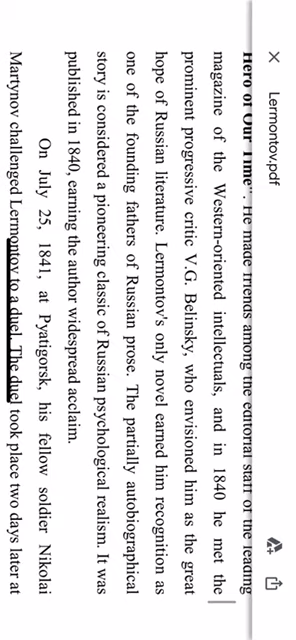 Lermontov.pdf
Hero of Our Time". He made friends among the editorial staff of the leading
magazine of the Western-oriented intellectuals, and in 1840 he met the
prominent progressive critic V.G. Belinsky, who envisioned him as the great
hope of Russian literature. Lermontov's only novel earned him recognition as
one of the founding fathers of Russian prose. The partially autobiographical
story is considered a pioneering classic of Russian psychological realism. It was
published in 1840, earning the author widespread acclaim.
On July 25, 1841, at Pyatigorsk, his fellow soldier Nikolai
Martynov challenged Lermontov to a duel. The duel took place two days later at